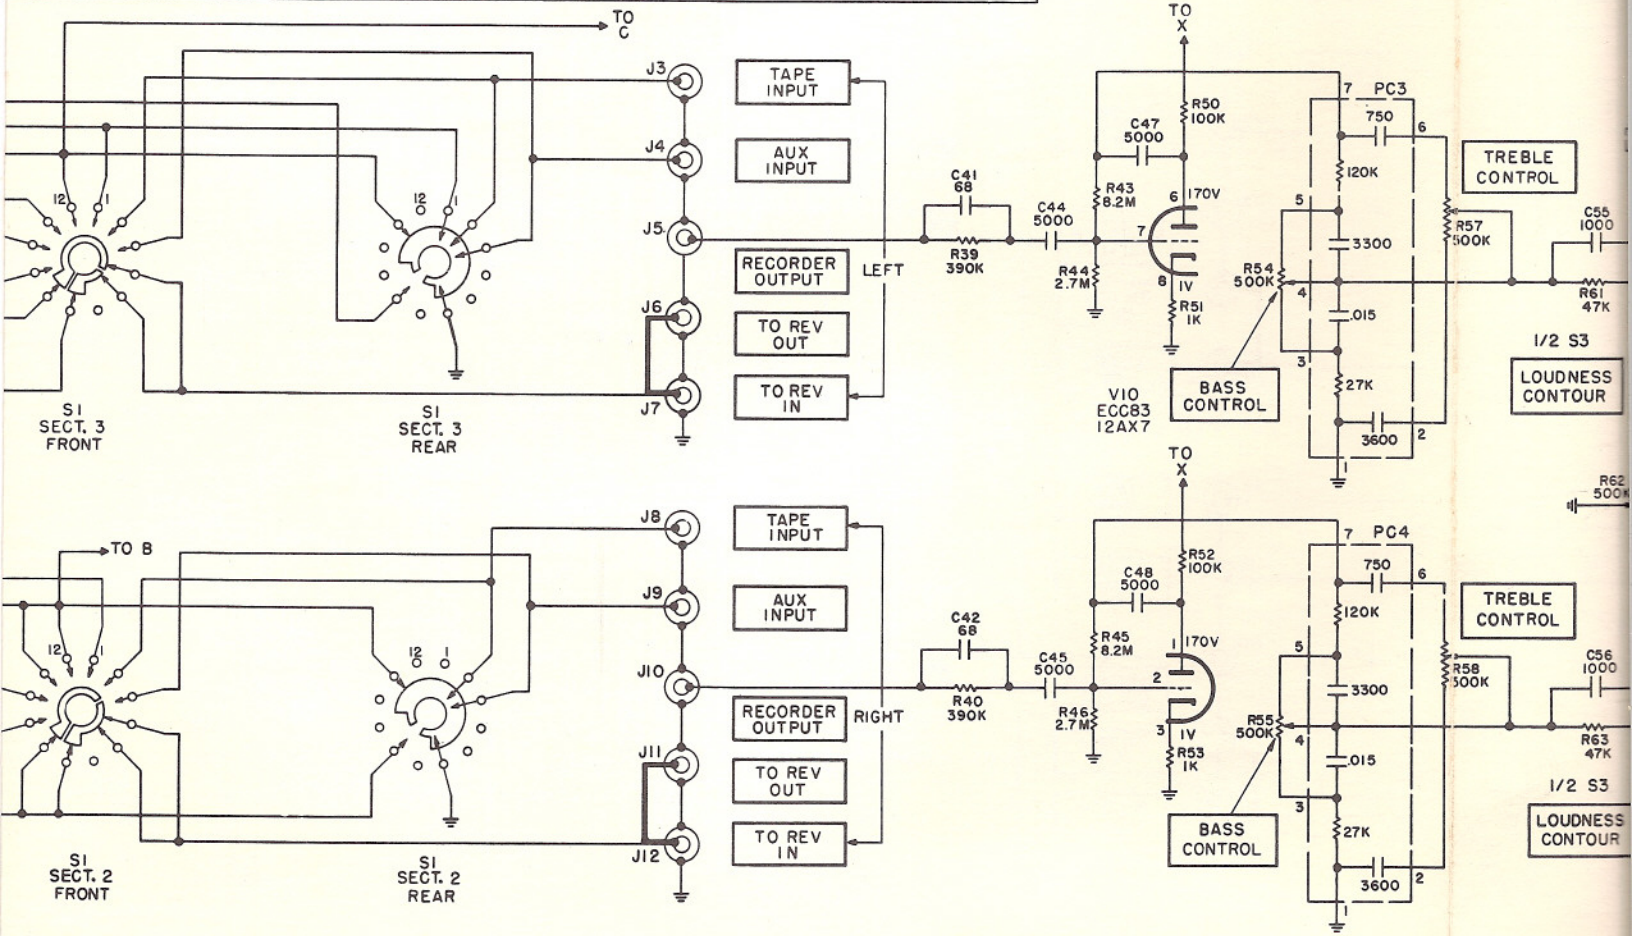 TO
C
J3
TAPE
INPUT
J4
AUX
INPUT
J5
RECORDER
OUTPUT
LEFT
J6
TO REV
OUT
J7
TO REV
IN
12
1
12
1
S1
SECT. 3
FRONT
S1
SECT. 3
REAR
C41
68
R39
390K
C44
5000
TO
X
R50
100K
C47
5000
R43
8.2M
6
170V
7
R44
2.7M
8
1V
R51
1K
V10
ECC83
12AX7
7
PC3
750
6
120K
5
3300
R54
500K
4
.015
3
27K
3600
2
1
BASS
CONTROL
TREBLE
CONTROL
R57
500K
C55
1000
R61
47K
1/2 S3
LOUDNESS
CONTOUR
R62
TO B
J8
TAPE
INPUT
J9
AUX
INPUT
J10
RECORDER
OUTPUT
RIGHT
J11
TO REV
OUT
J12
TO REV
IN
12
1
12
1
S1
SECT. 2
FRONT
S1
SECT. 2
REAR
C42
68
R40
390K
C45
5000
TO
X
R52
100K
C48
5000
R45
8.2M
1
170V
2
R46
2.7M
3
1V
R53
1K
7
PC4
750
6
120K
5
3300
R55
500K
4
.015
3
27K
3600
2
1
BASS
CONTROL
TREBLE
CONTROL
R58
500K
C56
1000
R63
47K
1/2 S3
LOUDNESS
CONTOUR